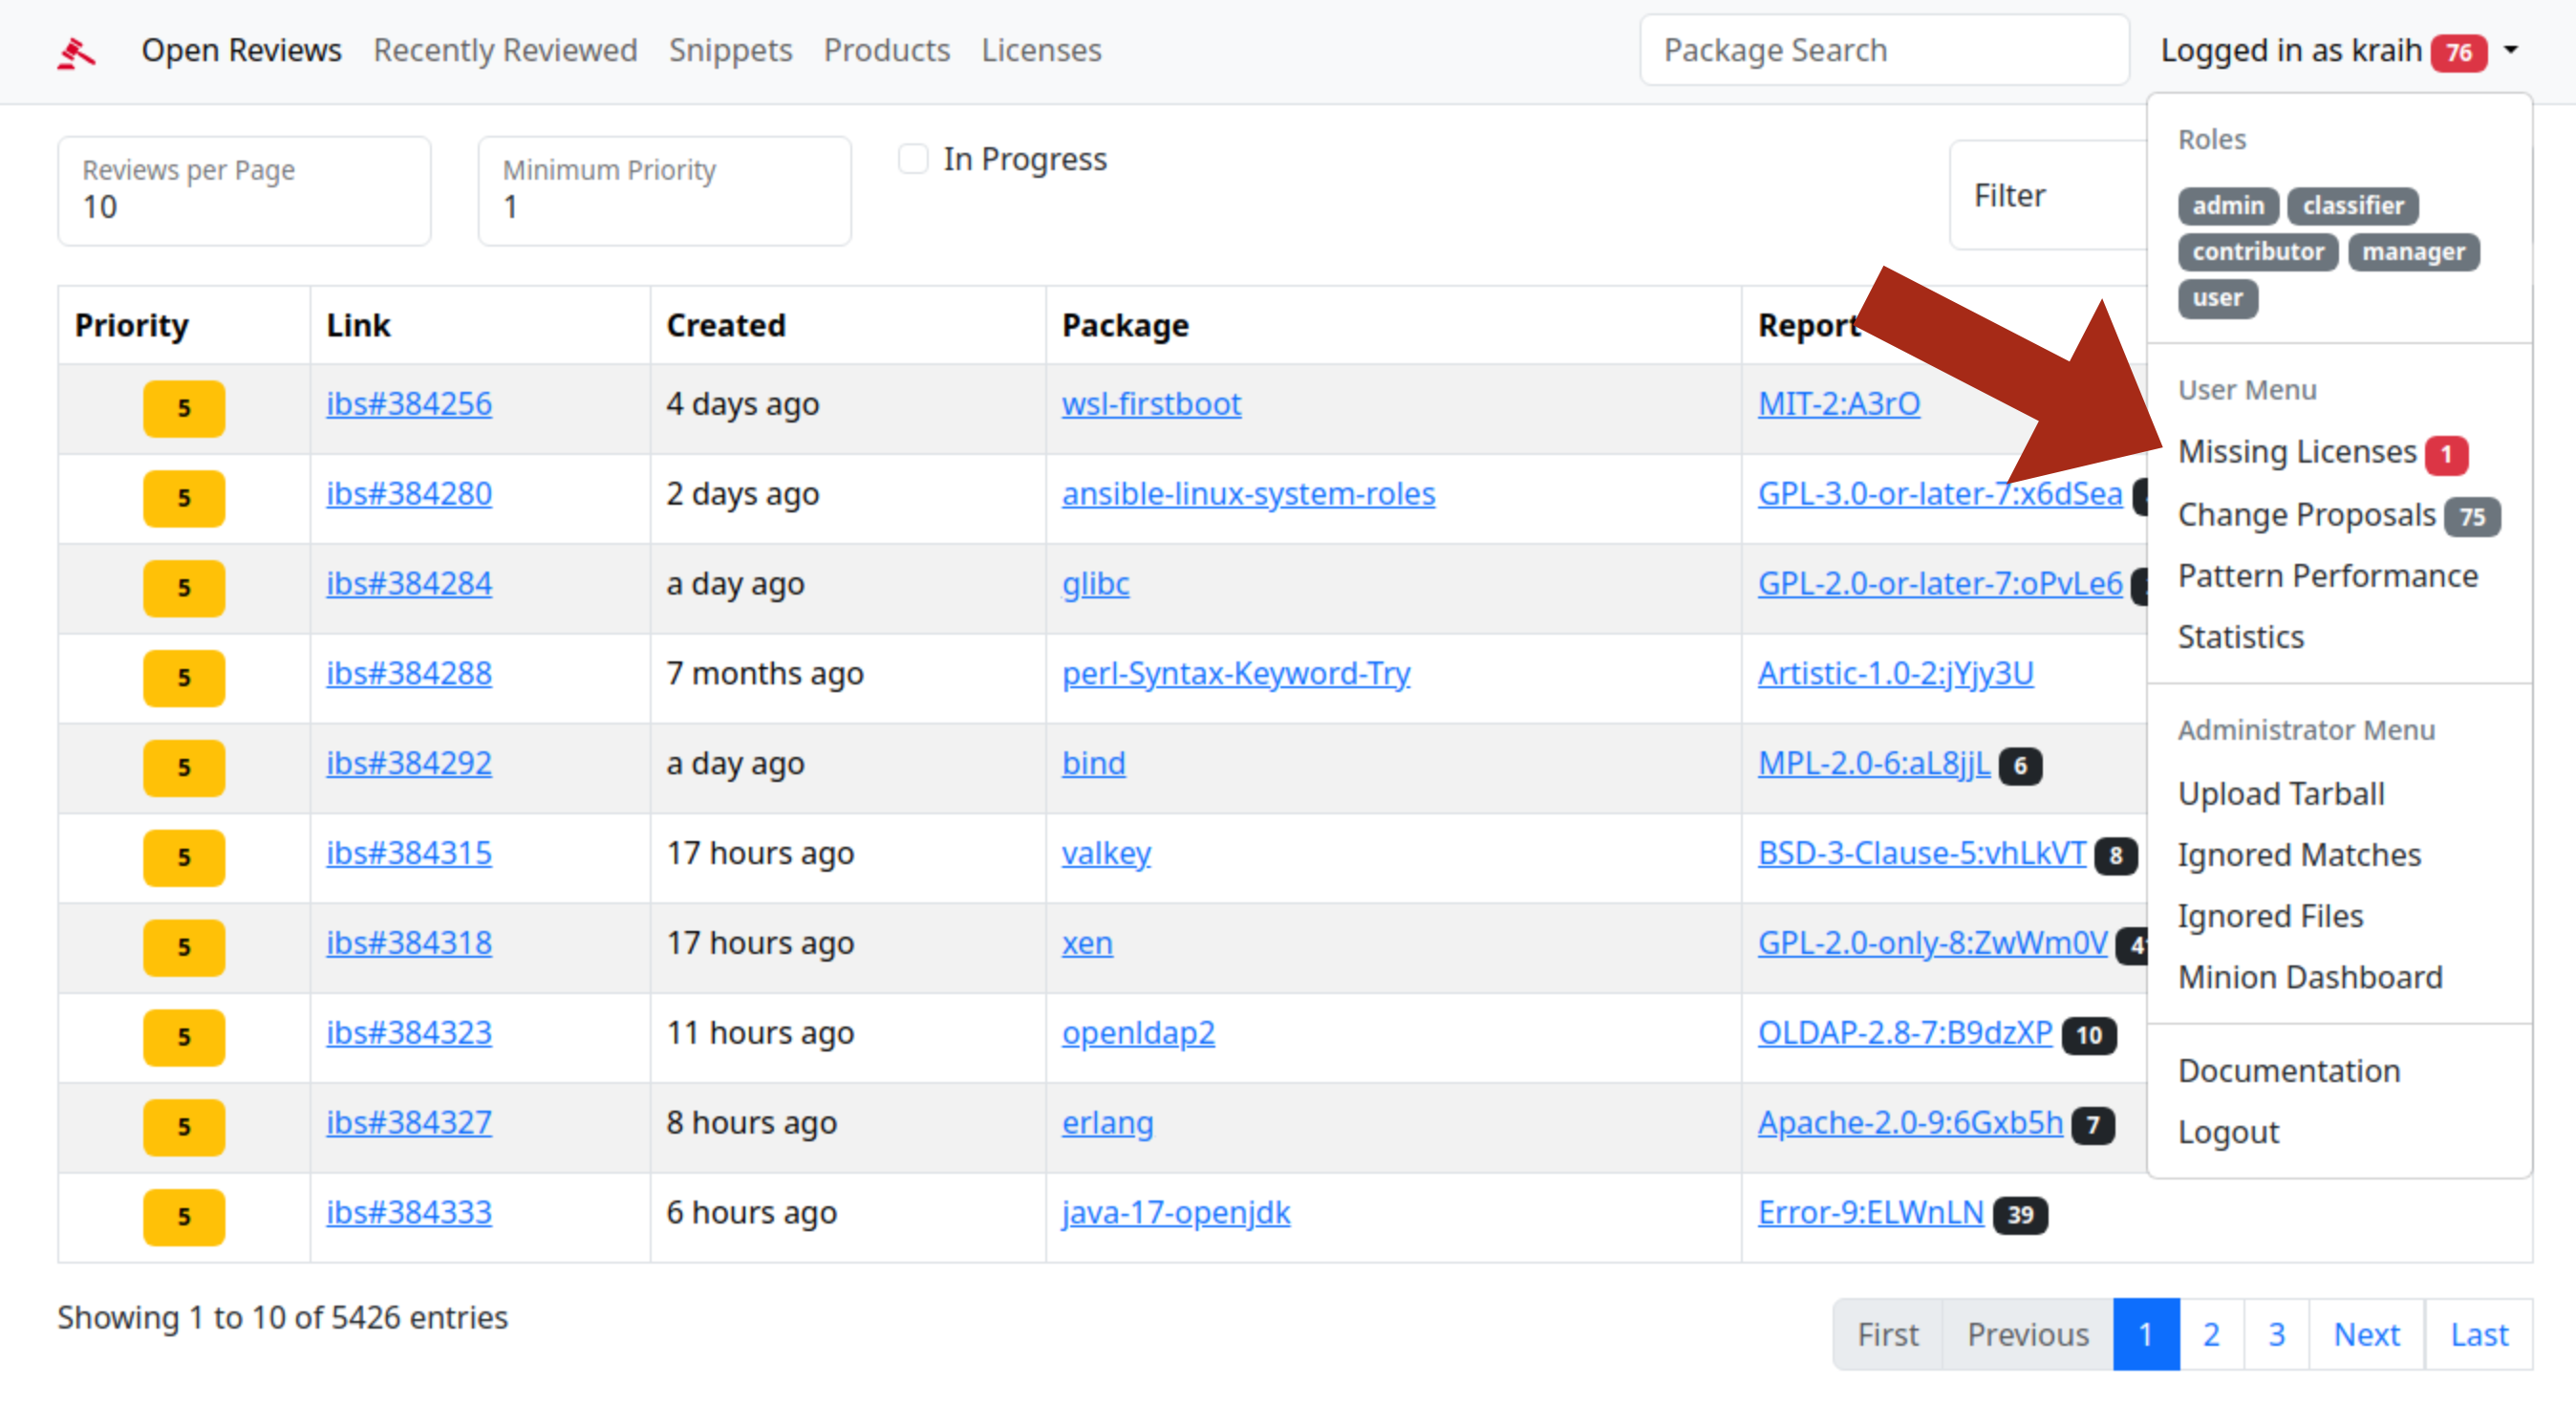 Open Reviews Recently Reviewed Snippets Products Licenses Package Search Logged in as kraih 76
Reviews per Page
10
Minimum Priority
1
In Progress
Filter
Roles
admin classifier
contributor manager
user
User Menu
Missing Licenses 1
Change Proposals 75
Pattern Performance
Statistics
Administrator Menu
Upload Tarball
Ignored Matches
Ignored Files
Minion Dashboard
Documentation
Logout
Priority Link Created Package Report
5 ibs#384256 4 days ago wsl-firstboot MIT-2:A3rO
5 ibs#384280 2 days ago ansible-linux-system-roles GPL-3.0-or-later-7:x6dSea
5 ibs#384284 a day ago glibc GPL-2.0-or-later-7:oPvLe6
5 ibs#384288 7 months ago perl-Syntax-Keyword-Try Artistic-1.0-2:jYjy3U
5 ibs#384292 a day ago bind MPL-2.0-6:aL8jjL 6
5 ibs#384315 17 hours ago valkey BSD-3-Clause-5:vhLkVT 8
5 ibs#384318 17 hours ago xen GPL-2.0-only-8:ZwWm0V
5 ibs#384323 11 hours ago openldap2 OLDAP-2.8-7:B9dzXP 10
5 ibs#384327 8 hours ago erlang Apache-2.0-9:6Gxb5h 7
5 ibs#384333 6 hours ago java-17-openjdk Error-9:ELWnLN 39
Showing 1 to 10 of 5426 entries
First Previous 1 2 3 Next Last